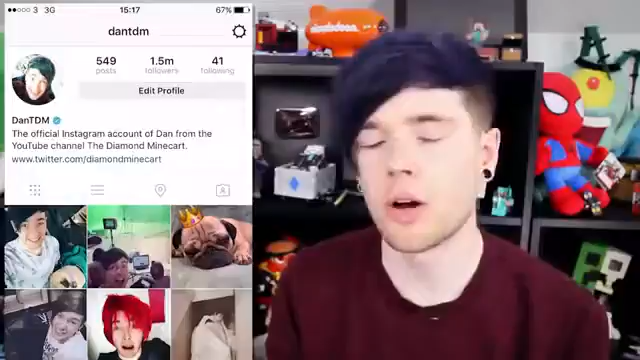 3 3G 15:17 67%
dantdm
549 1.5m 41
posts followers following
Edit Profile
DanTDM
The official Instagram account of Dan from the
YouTube channel The Diamond Minecart.
www.twitter.com/diamondminecart
nickelodeon